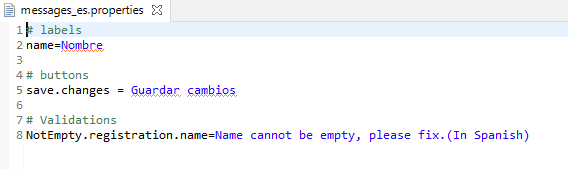 messages_es.properties
1 # labels
2 name=Nombre
3
4 # buttons
5 save.changes = Guardar cambios
6
7 # Validations
8 NotEmpty.registration.name=Name cannot be empty, please fix.(In Spanish)